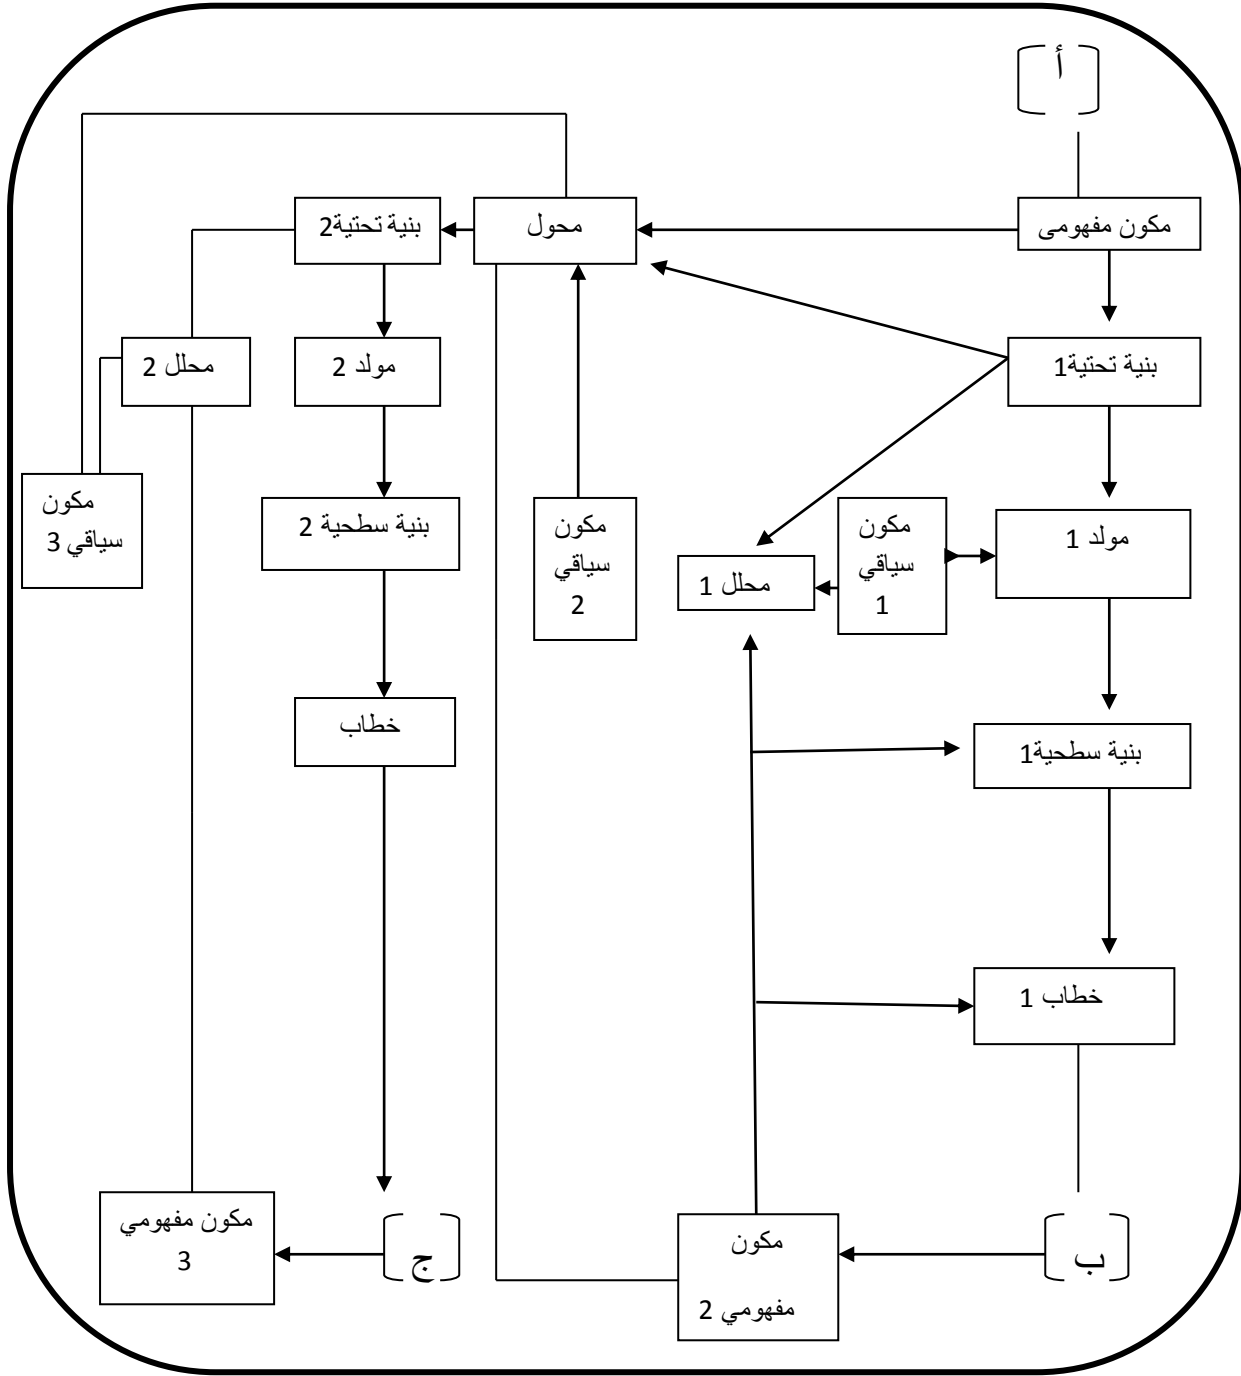 أ
مكون مفهومى
محول
بنية تحتية2
بنية تحتية1
مولد 2
محلل 2
مكون
سياقي 3
بنية سطحية 2
مكون
سياقي
2
مكون
سياقي
1
مولد 1
محلل 1
خطاب
بنية سطحية1
خطاب 1
ب
مكون
مفهومي 2
ج
مكون مفهومي
3